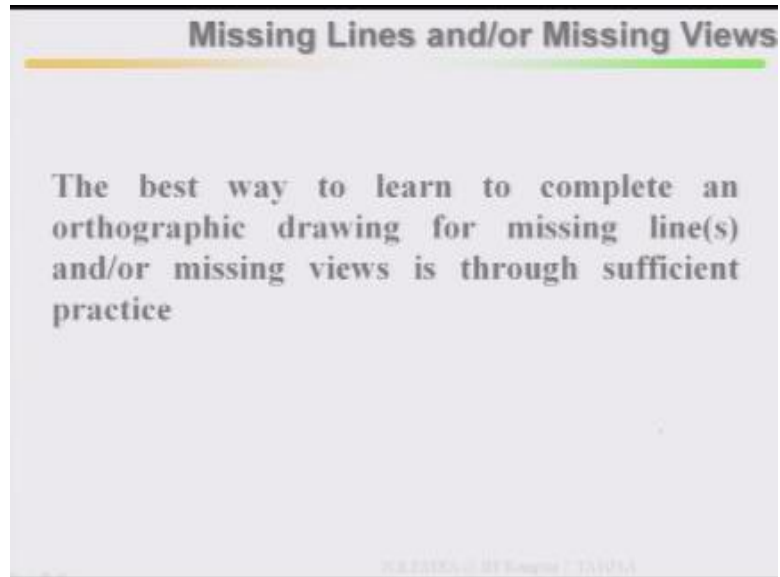 Missing Lines and/or Missing Views
The best way to learn to complete an
orthographic drawing for missing line(s)
and/or missing views is through sufficient
practice